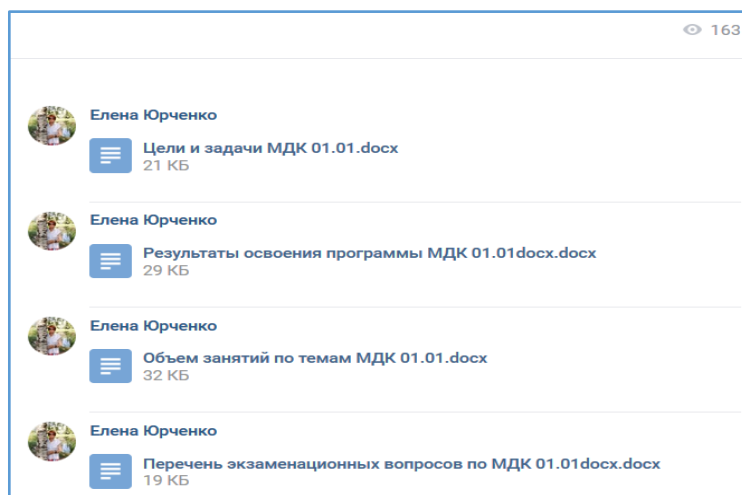 163
Елена Юрченко
Цели и задачи МДК 01.01.docx
21 КБ
Елена Юрченко
Результаты освоения программы МДК 01.01docx.docx
29 КБ
Елена Юрченко
Объем занятий по темам МДК 01.01.docx
32 КБ
Елена Юрченко
Перечень экзаменационных вопросов по МДК 01.01docx.docx
19 КБ